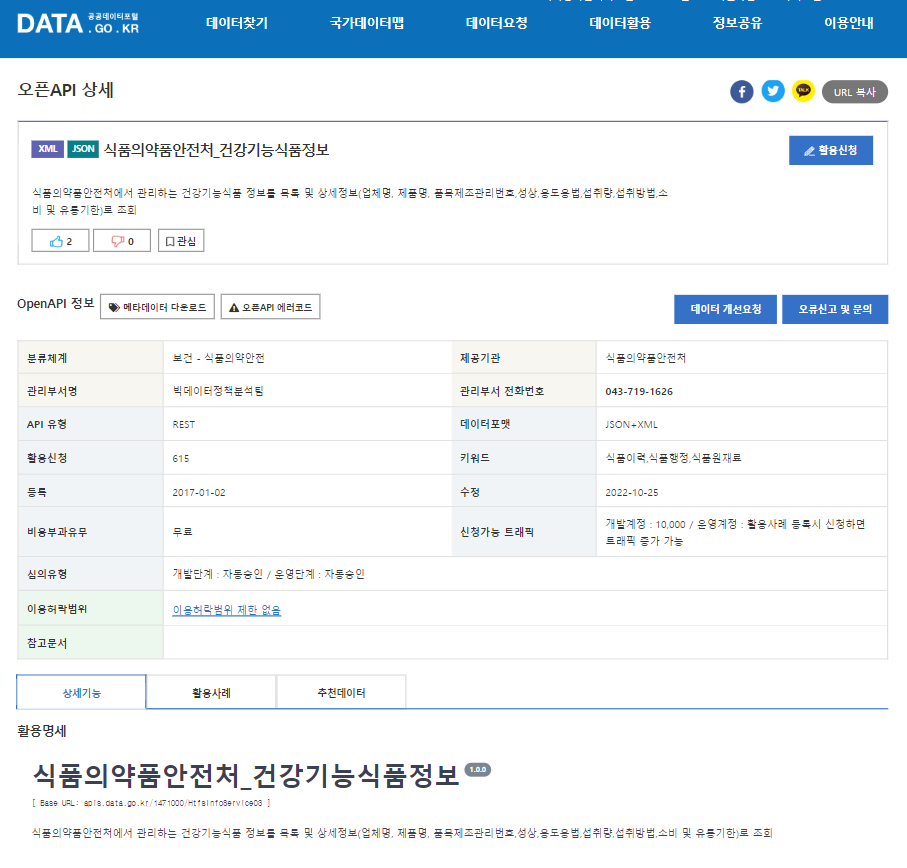 DATA 공공데이터포털 .GO.KR
데이터찾기 국가데이터맵 데이터요청 데이터활용 정보공유 이용안내
오픈API 상세
URL 복사
XML JSON 식품의약품안전처_건강기능식품정보
활용신청
식품의약품안전처에서 관리하는 건강기능식품 정보를 목록 및 상세정보(업체명, 제품명, 품목제조관리번호,성상,용도용법,섭취량,섭취방법,소
비 및 유통기한)로 조회
2 0 관심
OpenAPI 정보 메타데이터 다운로드 오픈API 에러코드
데이터 개선요청 오류신고 및 문의
분류체계 보건 - 식품의약안전 제공기관 식품의약품안전처
관리부서명 빅데이터정책분석팀 관리부서 전화번호 043-719-1626
API 유형 REST 데이터포맷 JSON+XML
활용신청 615 키워드 식품이력,식품행정,식품원재료
등록 2017-01-02 수정 2022-10-25
비용부과유무 무료 신청가능 트래픽 개발계정 : 10,000 / 운영계정 : 활용사례 등록시 신청하면
트래픽 증가 가능
심의유형 개발단계 : 자동승인 / 운영단계 : 자동승인
이용허락범위 이용허락범위 제한 없음
참고문서
상세기능 활용사례 추천데이터
활용명세
식품의약품안전처_건강기능식품정보 1.0.0
[ Base URL: apis.data.go.kr/1471000/HtfsInfoService03 ]
식품의약품안전처에서 관리하는 건강기능식품 정보를 목록 및 상세정보(업체명, 제품명, 품목제조관리번호,성상,용도용법,섭취량,섭취방법,소비 및 유통기한)로 조회